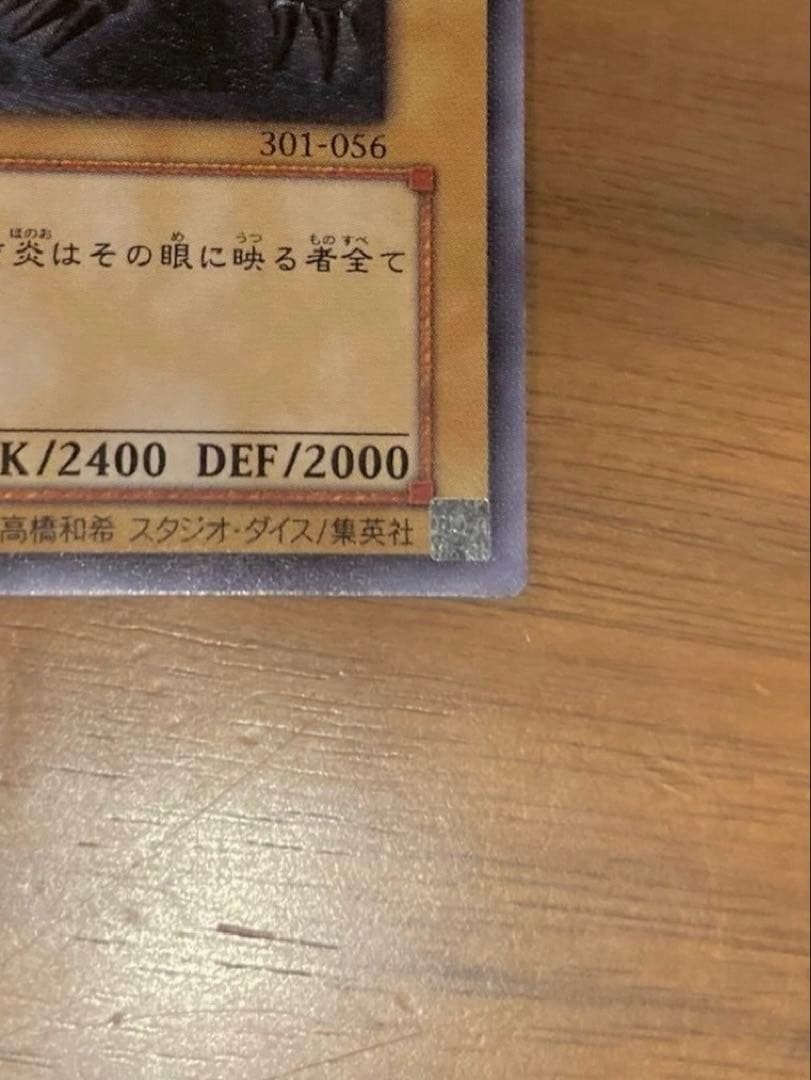 301-056
炎はその眼に映る者全て
K/2400 DEF/2000
高橋和希 スタジオ・ダイス/集英社